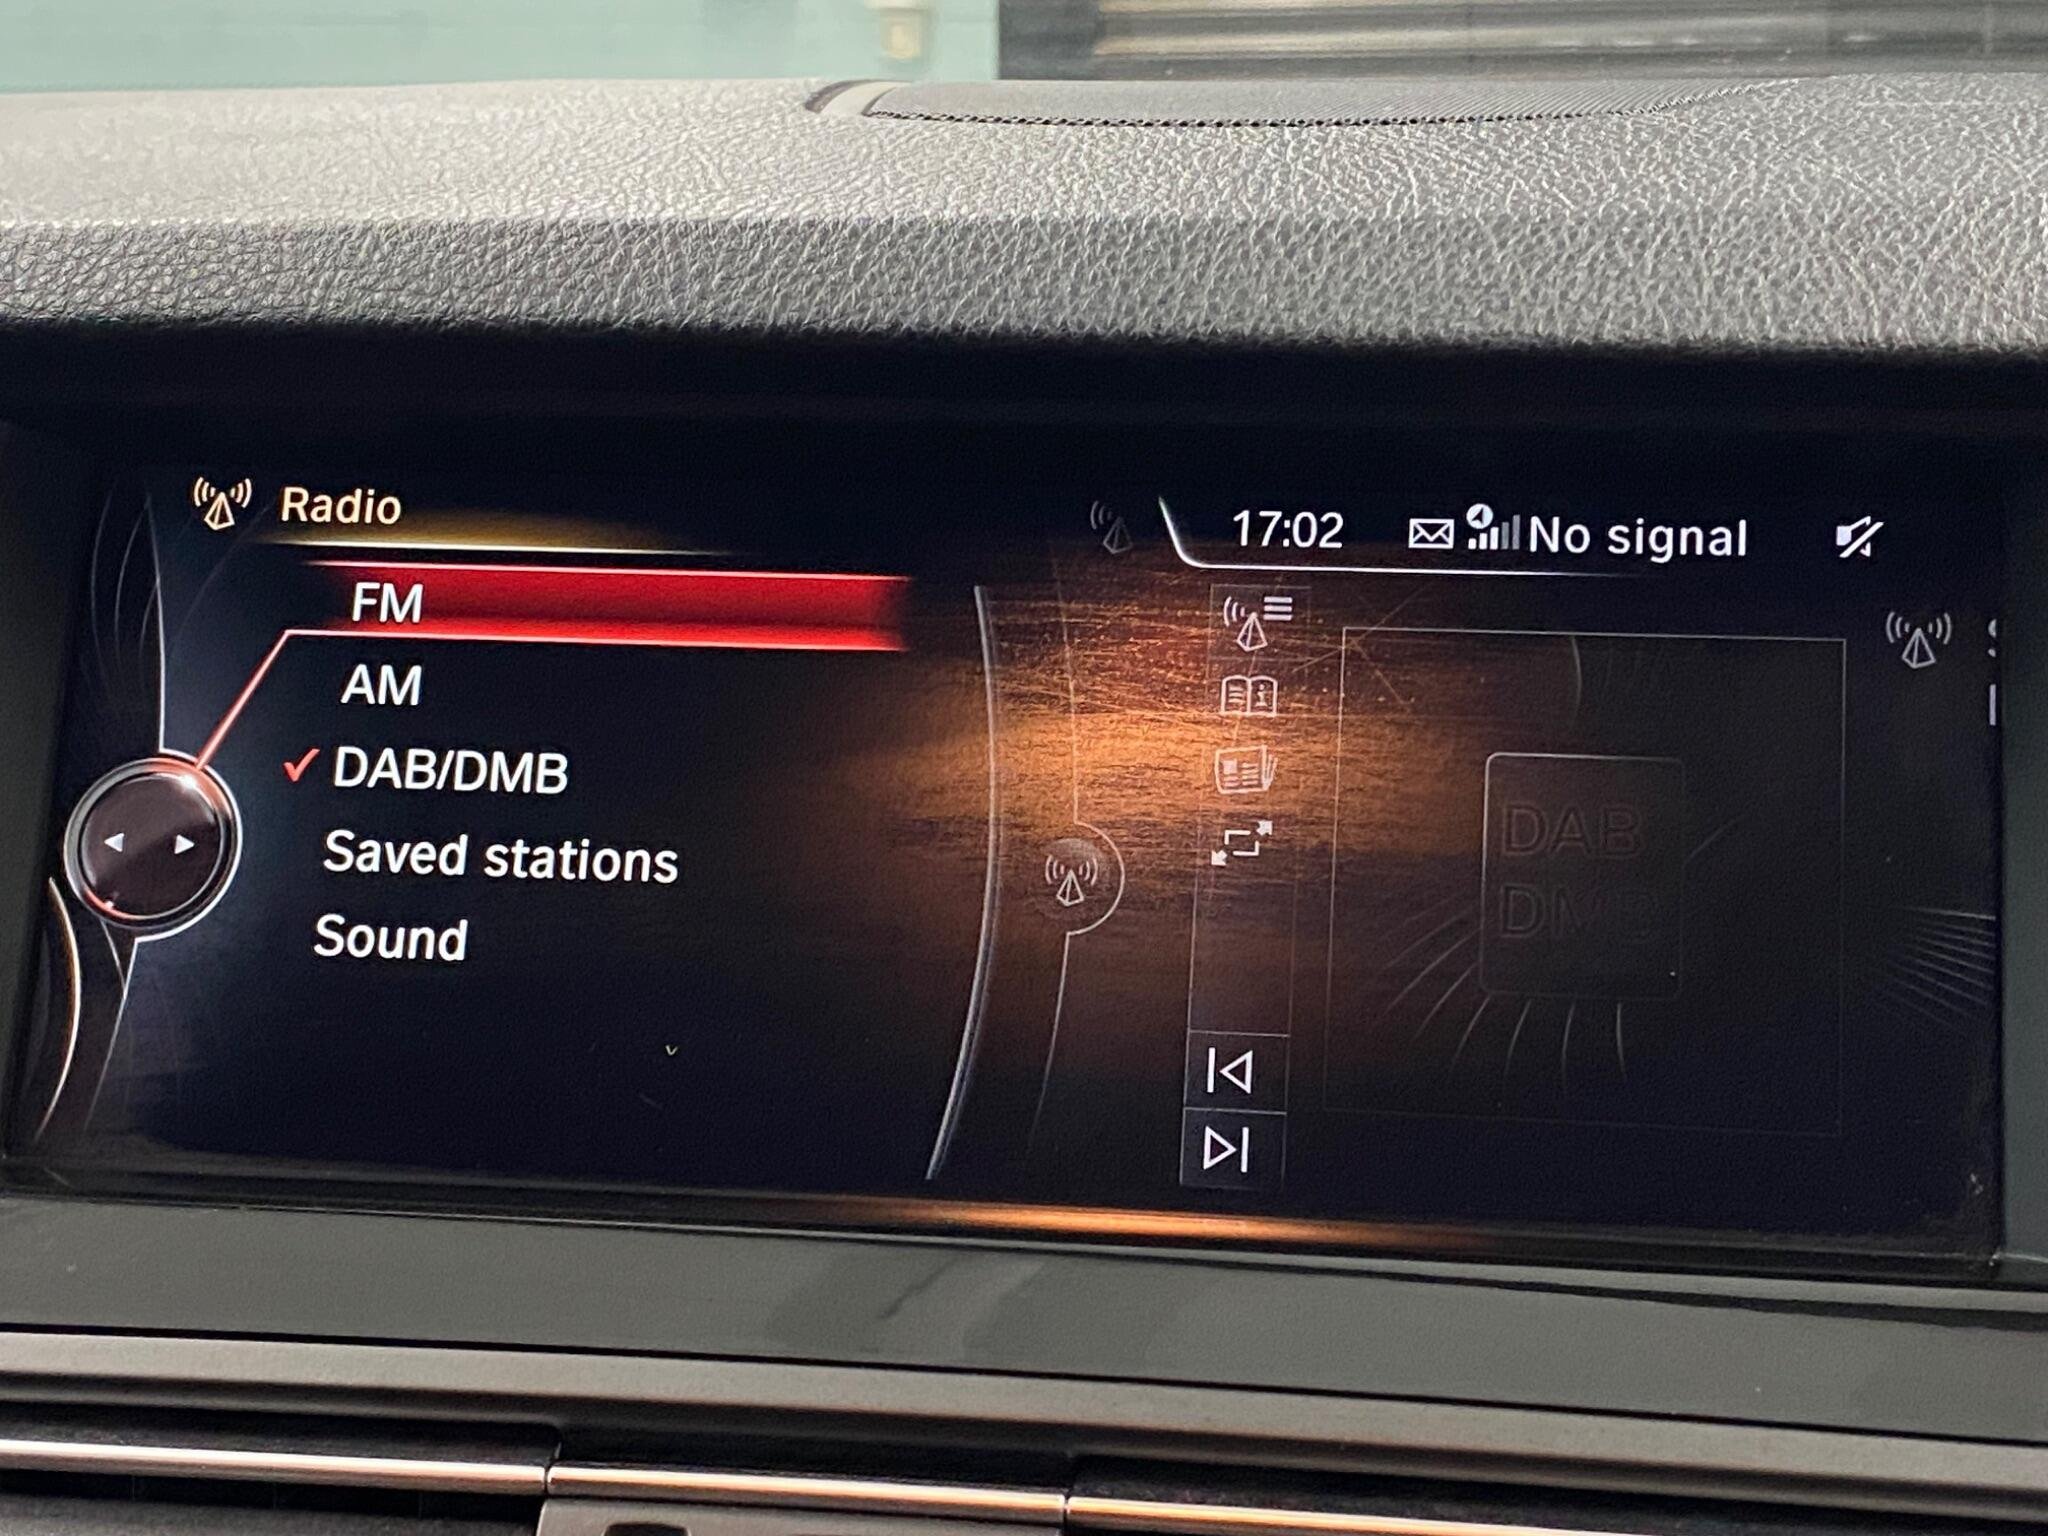 Radio
17:02 No signal
FM
AM
DAB/DMB
Saved stations
Sound
DAB
DMB